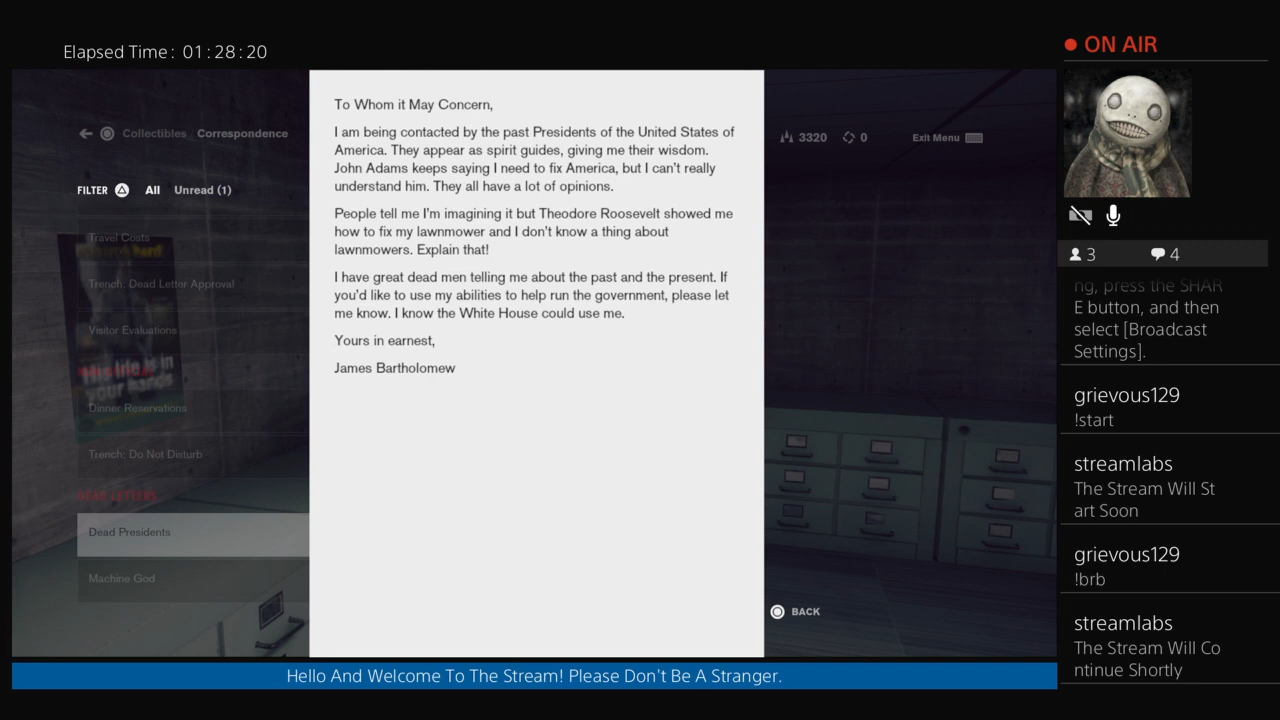 Elapsed Time: 01:28:20
ON AIR
Collectibles Correspondence
3320 0
Exit Menu
FILTER All Unread (1)
Travel Costs
Trench: Dead Letter Approval
Visitor Evaluations
Dinner Reservations
Trench: Do Not Disturb
DEAD LETTERS
Dead Presidents
Machine God
The life is in
your hands
To Whom it May Concern,
I am being contacted by the past Presidents of the United States of
America. They appear as spirit guides, giving me their wisdom.
John Adams keeps saying I need to fix America, but I can't really
understand him. They all have a lot of opinions.
People tell me I'm imagining it but Theodore Roosevelt showed me
how to fix my lawnmower and I don't know a thing about
lawnmowers. Explain that!
I have great dead men telling me about the past and the present. If
you'd like to use my abilities to help run the government, please let
me know. I know the White House could use me.
Yours in earnest,
James Bartholomew
BACK
3 4
ng, press the SHAR
E button, and then
select [Broadcast
Settings].
grievous129
!start
streamlabs
The Stream Will St
art Soon
grievous129
!brb
streamlabs
The Stream Will Co
ntinue Shortly
Hello And Welcome To The Stream! Please Don't Be A Stranger.